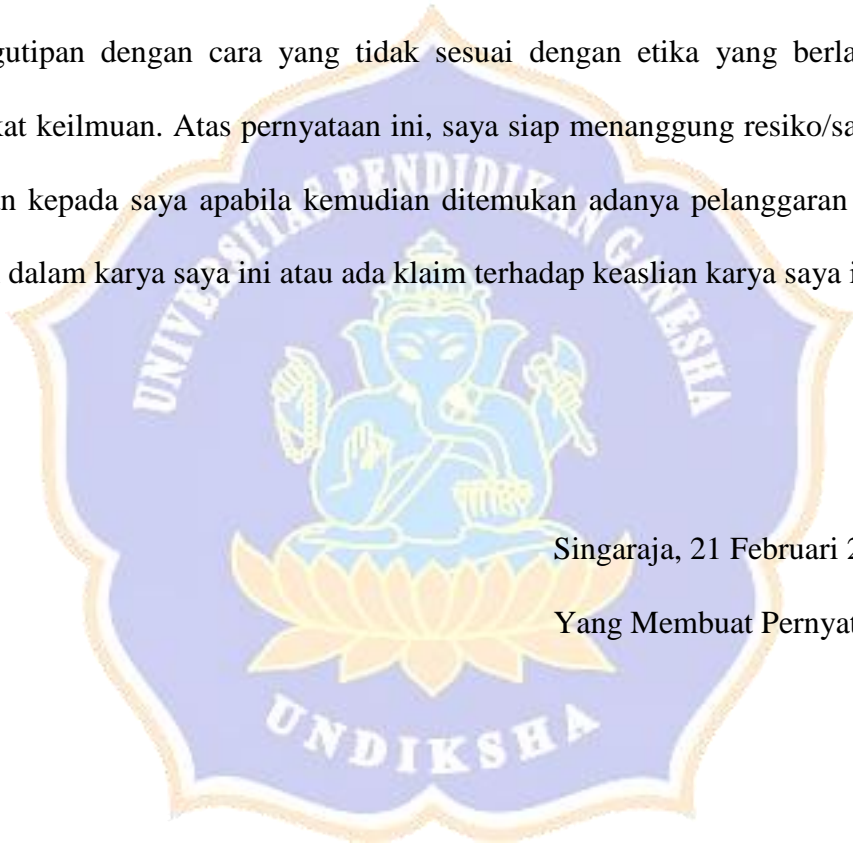 gutipan dengan cara yang tidak sesuai dengan etika yang berla
kat keilmuan. Atas pernyataan ini, saya siap menanggung resiko/sa
n kepada saya apabila kemudian ditemukan adanya pelanggaran
dalam karya saya ini atau ada klaim terhadap keaslian karya saya i
UNIVERSITAS PENDIDIKAN GANESHA
Singaraja, 21 Februari 2
Yang Membuat Pernyat
UNDIKSHA